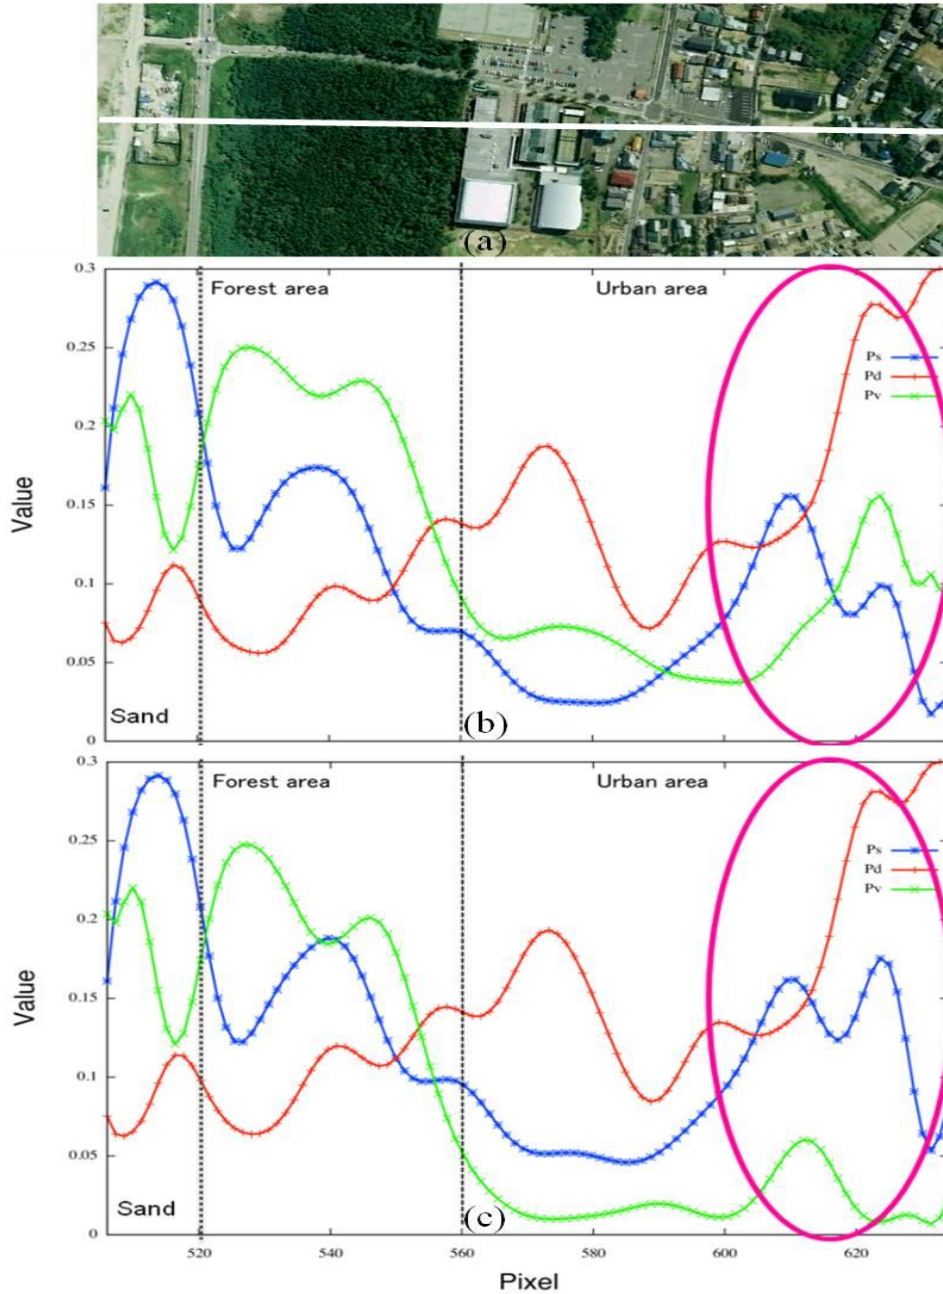 (a)
0.3
Forest area
Urban area
0.25
Ps
Pd
Pv
0.2
Value
0.15
0.1
0.05
Sand
(b)
0
0.3
Forest area
Urban area
0.25
Ps
Pd
Pv
0.2
Value
0.15
0.1
0.05
Sand
(c)
0
520
540
560
580
600
620
Pixel